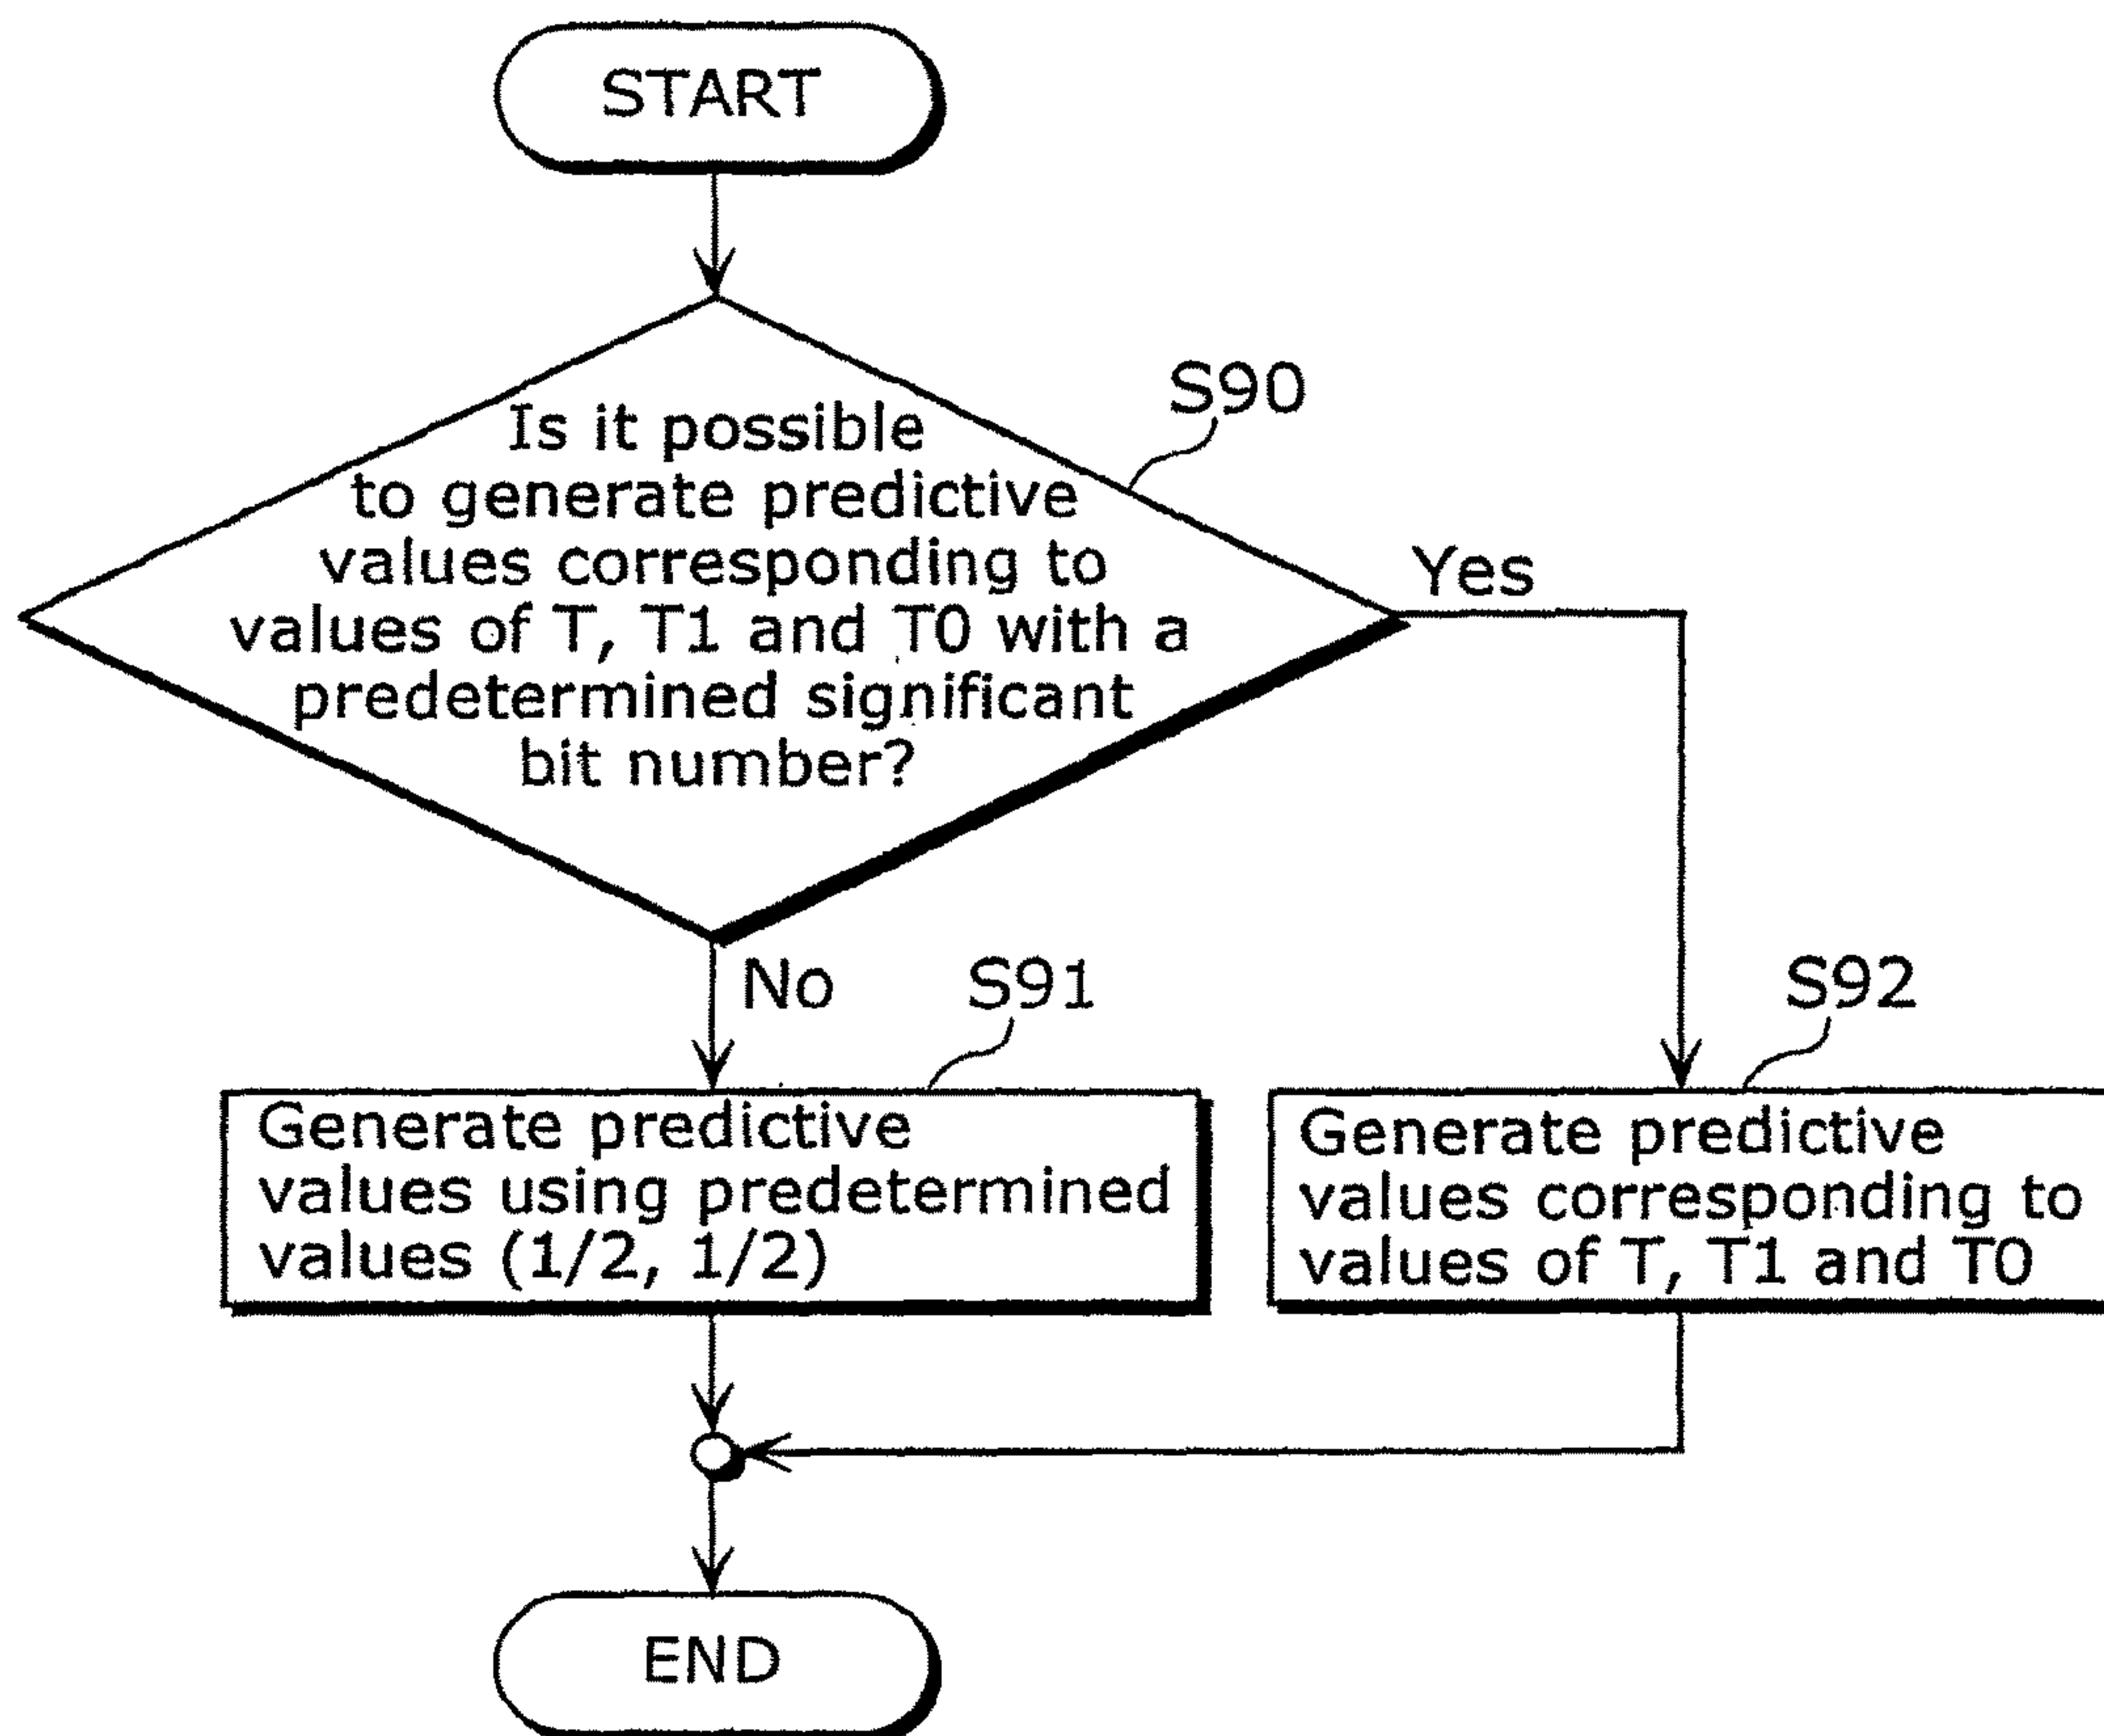 START
S90
Is it possible
to generate predictive
values corresponding to
values of T, T1 and T0 with a
predetermined significant
bit number?
Yes
No
S91
S92
Generate predictive
values using predetermined
values (1/2, 1/2)
Generate predictive
values corresponding to
values of T, T1 and T0
END